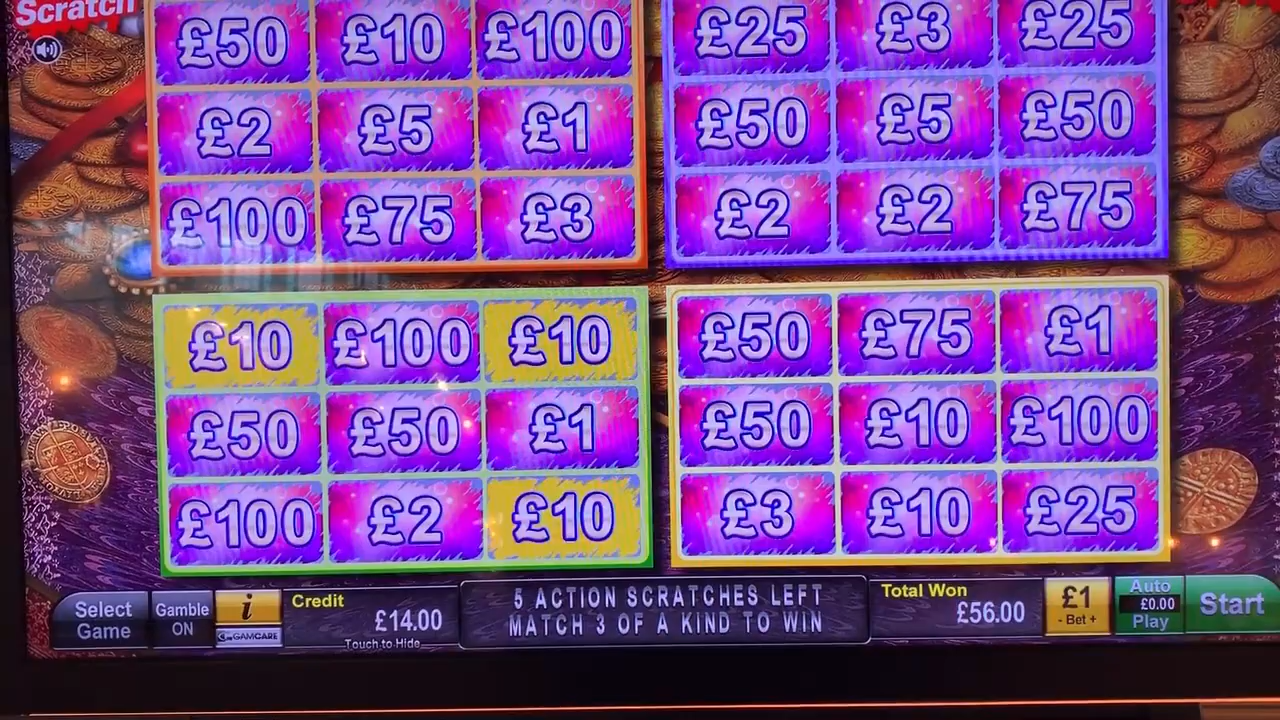 Scratch
£50 £10 £100
£2 £5 £1
£100 £75 £3
£25 £3 £25
£50 £5 £50
£2 £2 £75
£10 £100 £10
£50 £50 £1
£100 £2 £10
£50 £75 £1
£50 £10 £100
£3 £10 £25
Select
Game
Gamble
ON
i
GAMCARE
Credit
£14.00
Touch to Hide
5 ACTION SCRATCHES LEFT
MATCH 3 OF A KIND TO WIN
Total Won
£56.00
£1
- Bet +
Auto
£0.00
Play
Start